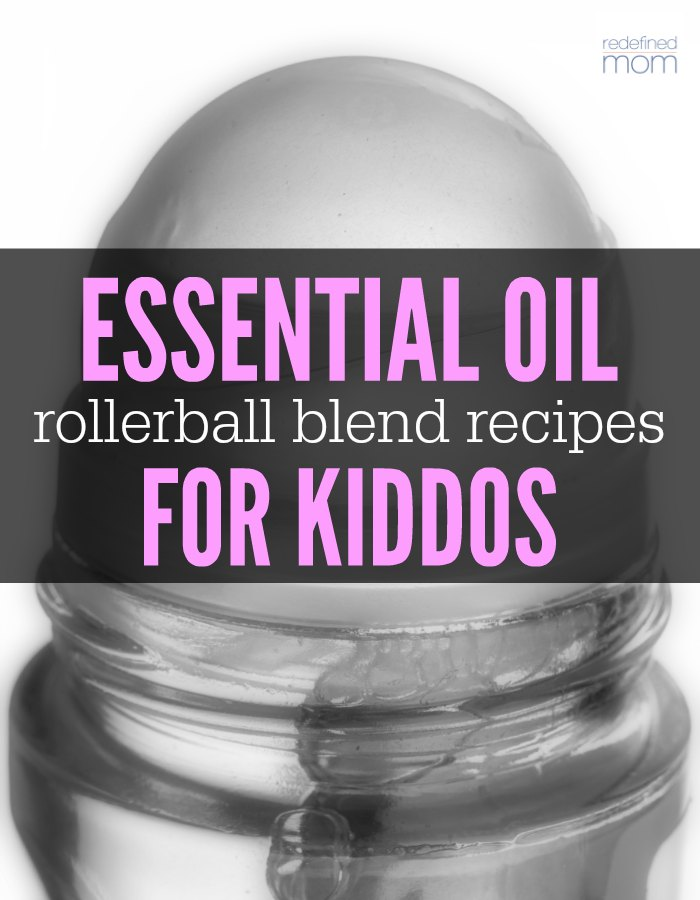 redefined
mom
ESSENTIAL OIL
rollerball blend recipes
FOR KIDDOS